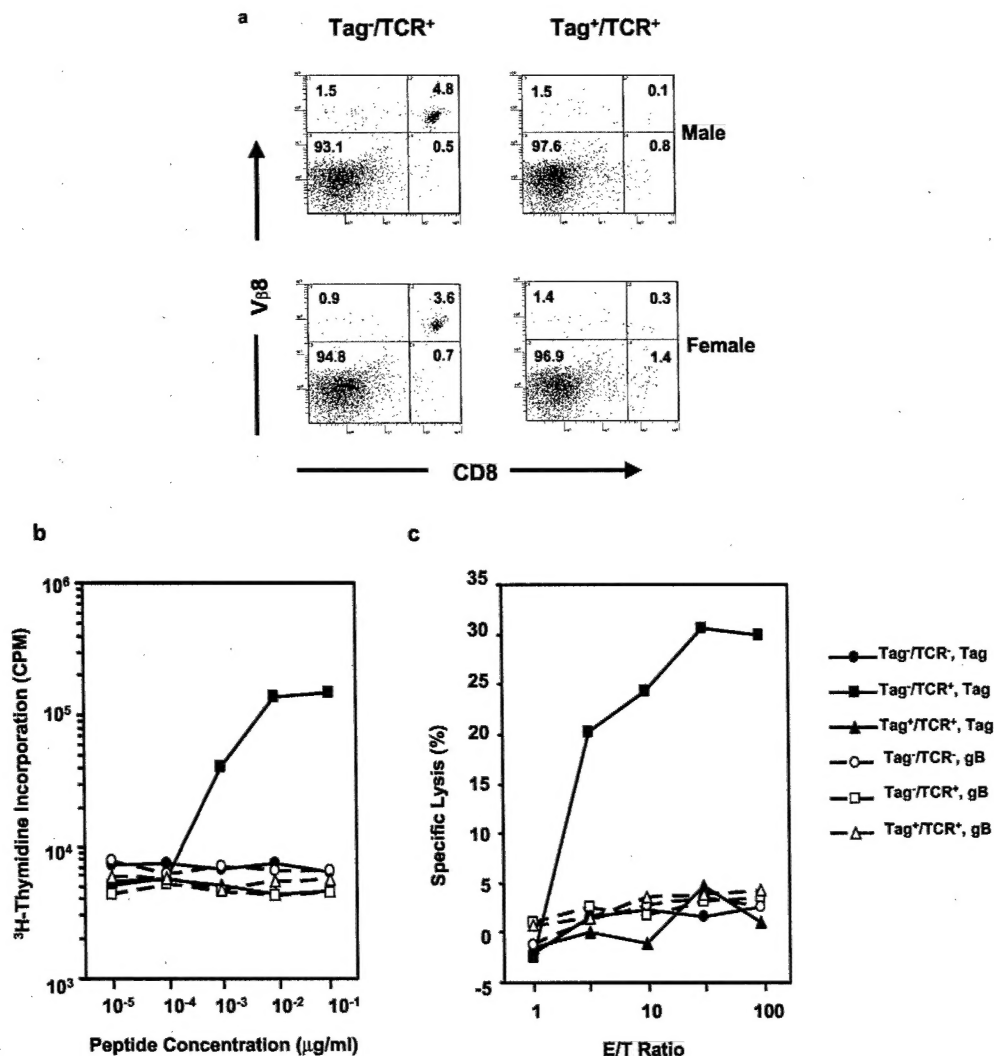 a
Tag⁻/TCR⁺ Tag⁺/TCR⁺
1.5 4.8 1.5 0.1
Male
93.1 0.5 97.6 0.8
Vβ8
0.9 3.6 1.4 0.3
Female
94.8 0.7 96.9 1.4
CD8
b
³H-Thymidine Incorporation (CPM)
10⁶
10⁵
10⁴
10³
10⁻⁵ 10⁻⁴ 10⁻³ 10⁻² 10⁻¹
Peptide Concentration (μg/ml)
c
Specific Lysis (%)
35
30
25
20
15
10
5
0
-5
1 10 100
E/T Ratio
Tag⁻/TCR⁻, Tag
Tag⁻/TCR⁺, Tag
Tag⁺/TCR⁺, Tag
Tag⁻/TCR⁻, gB
Tag⁻/TCR⁺, gB
Tag⁺/TCR⁺, gB